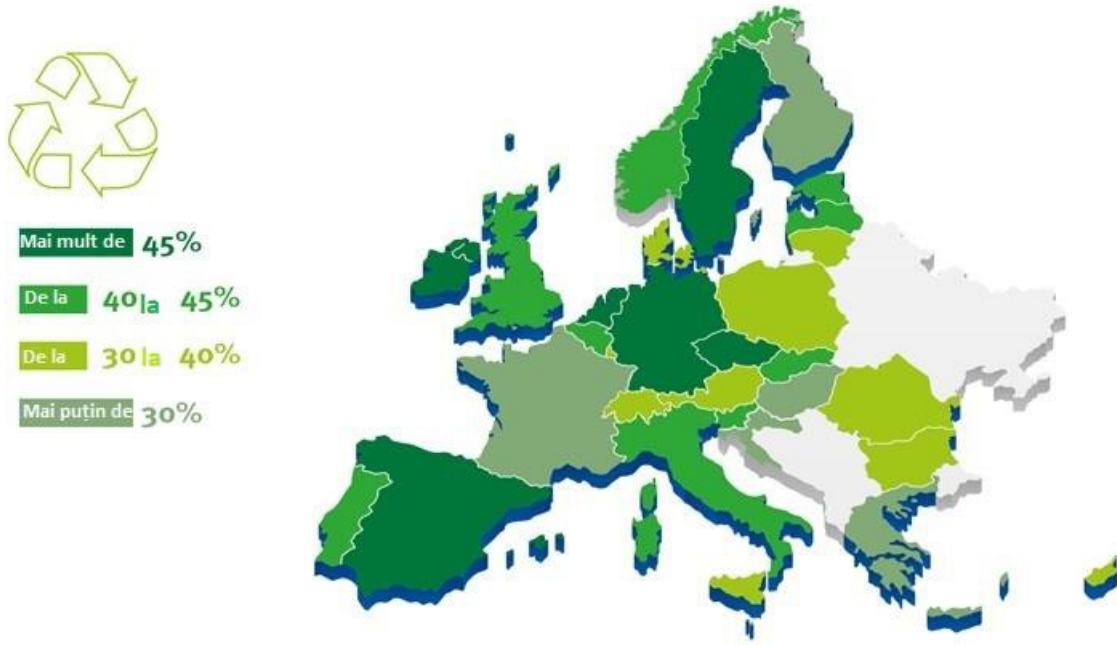 Mai mult de 45%
De la 40 la 45%
De la 30 la 40%
Mai puțin de 30%